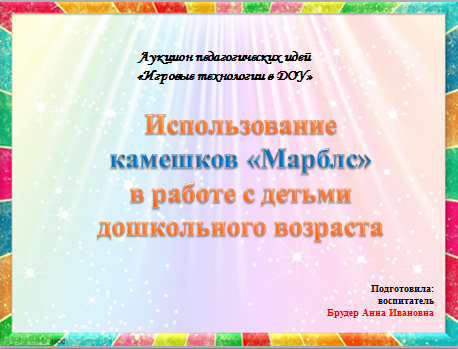 Аукцион педагогических идей
«Игровые технологии в ДОУ»
Использование
камешков «Марблс»
в работе с детьми
дошкольного возраста
Подготовила:
воспитатель
Брудер Анна Ивановна